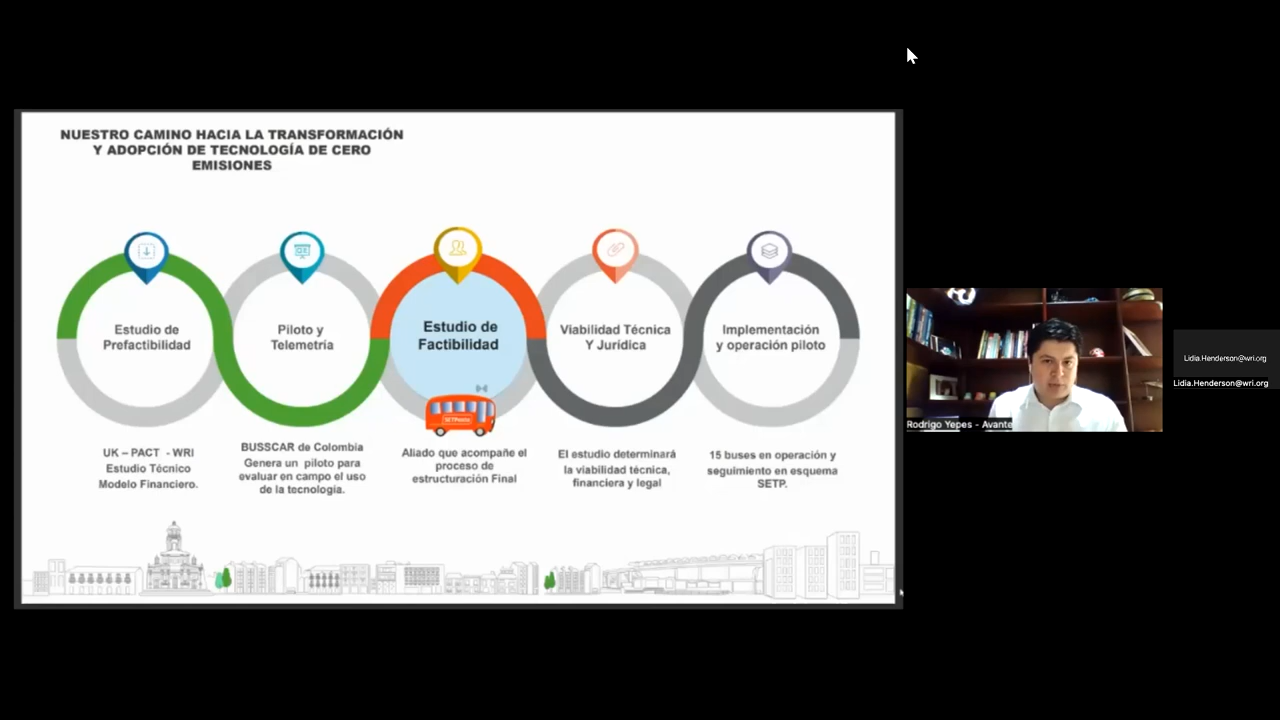 NUESTRO CAMINO HACIA LA TRANSFORMACIÓN
Y ADOPCIÓN DE TECNOLOGÍA DE CERO
EMISIONES
Estudio de
Prefactibilidad
Piloto y
Telemetría
Estudio de
Factibilidad
Viabilidad Técnica
Y Jurídica
Implementación
y operación piloto
UK – PACT - WRI
Estudio Técnico
Modelo Financiero.
BUSSCAR de Colombia
Genera un piloto para
evaluar en campo el uso
de la tecnología.
SETPasto
Aliado que acompañe el
proceso de
estructuración Final
El estudio determinará
la viabilidad técnica,
financiera y legal
15 buses en operación y
seguimiento en esquema
SETP.
Rodrigo Yepes - Avante
Lidia.Henderson@wri.org
Lidia.Henderson@wri.org